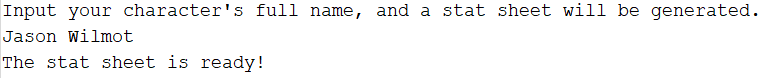 Input your character's full name, and a stat sheet will be generated.
Jason Wilmot
The stat sheet is ready!